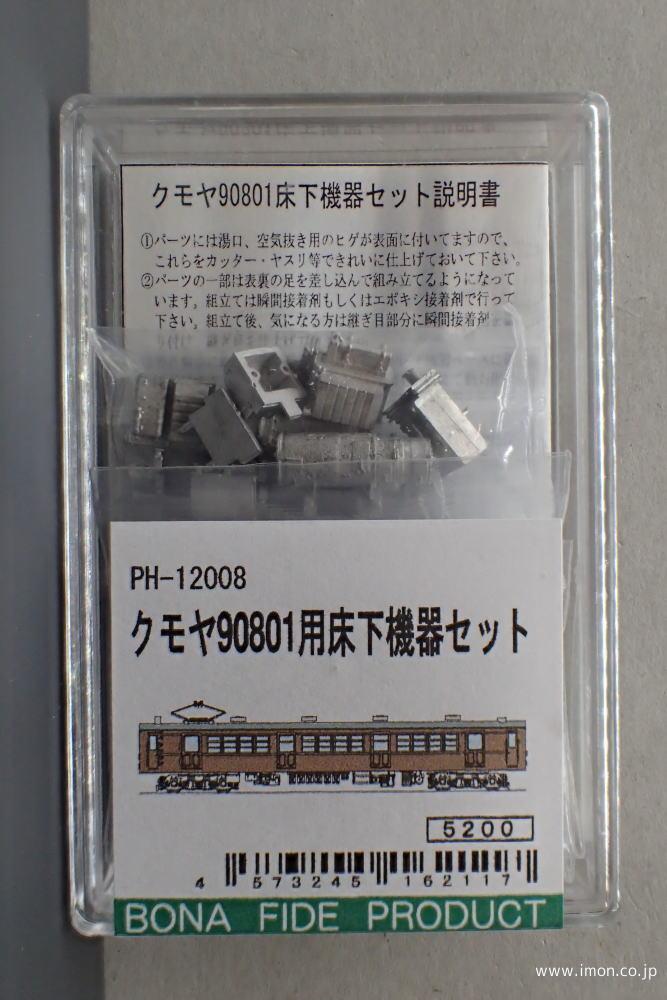 クモヤ90801床下機器セット説明書
①パーツには湯口、空気抜き用のヒゲが表面に付いてますので、
これらをカッター・ヤスリ等できれいに仕上げておいて下さい。
②パーツの一部は表裏の足を差し込んで組み立てるようになって
います。組立ては瞬間接着剤もしくはエポキシ接着剤で行って
下さい。組立て後、気になる方は継ぎ目部分に瞬間接着剤
PH-12008
クモヤ90801用床下機器セット
5200
4 573245 162117
BONA FIDE PRODUCT
www.imon.co.jp